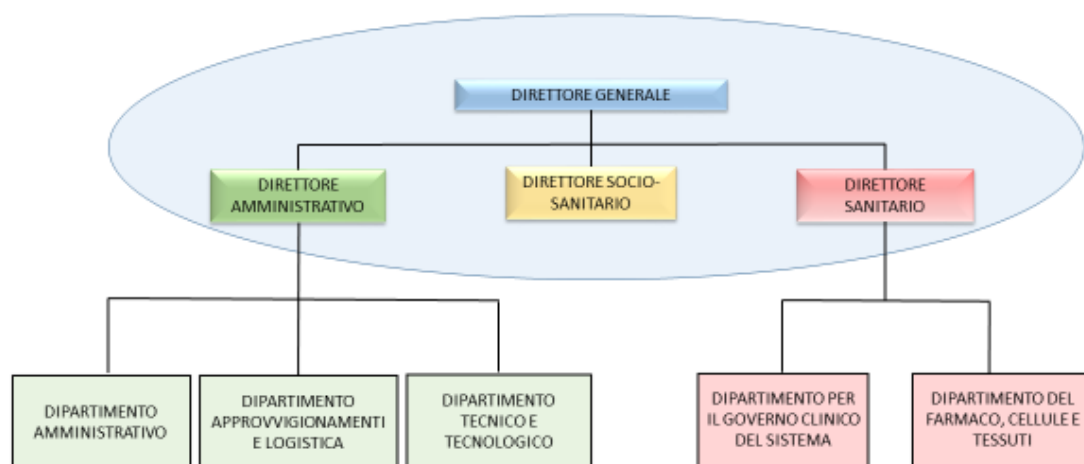 DIRETTORE GENERALE
DIRETTORE
AMMINISTRATIVO
DIRETTORE SOCIO-
SANITARIO
DIRETTORE
SANITARIO
DIPARTIMENTO
AMMINISTRATIVO
DIPARTIMENTO
APPROVVIGIONAMENTI
E LOGISTICA
DIPARTIMENTO
TECNICO E
TECNOLOGICO
DIPARTIMENTO PER
IL GOVERNO CLINICO
DEL SISTEMA
DIPARTIMENTO DEL
FARMACO, CELLULE E
TESSUTI